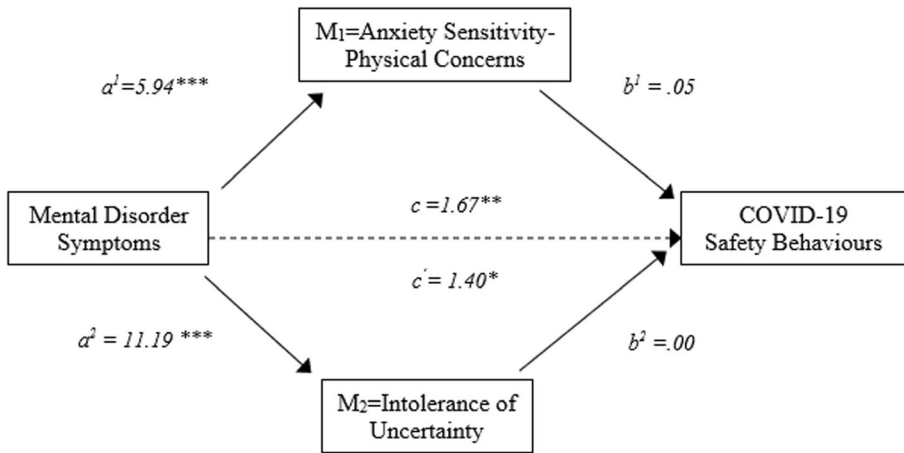 M₁=Anxiety Sensitivity-
Physical Concerns
a¹=5.94***
b¹ = .05
Mental Disorder
Symptoms
c =1.67**
COVID-19
Safety Behaviours
c′= 1.40*
a² = 11.19 ***
b² =.00
M₂=Intolerance of
Uncertainty